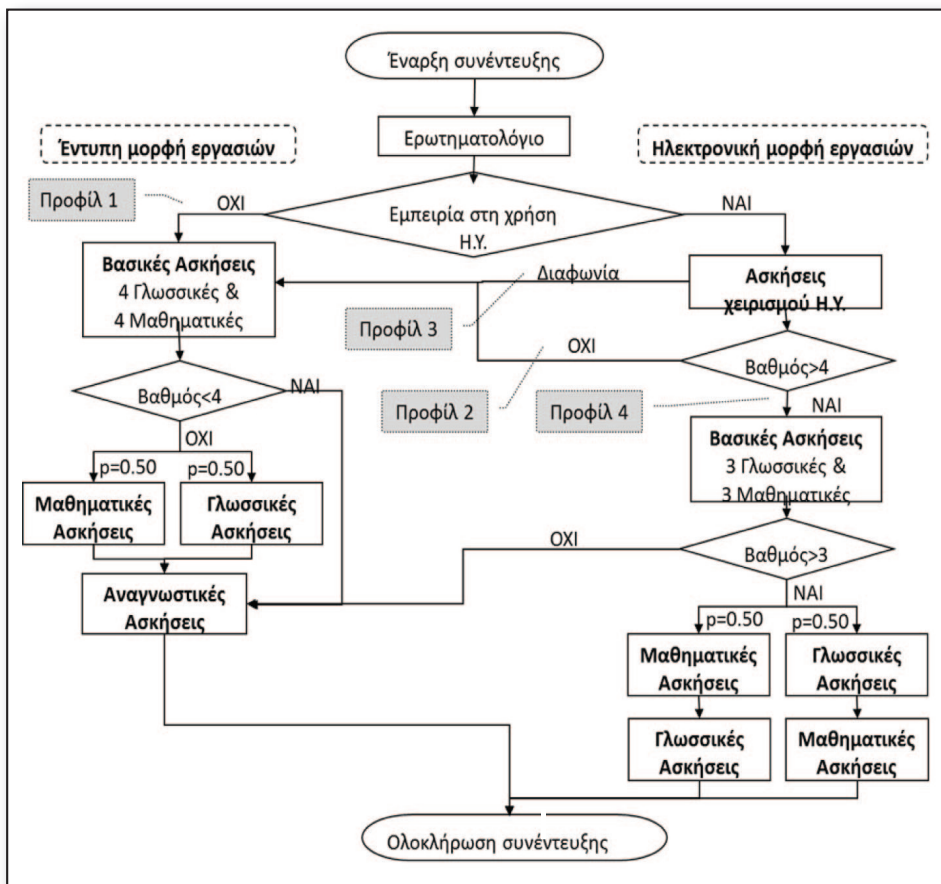 Έναρξη συνέντευξης
Ερωτηματολόγιο
Έντυπη μορφή εργασιών
Ηλεκτρονική μορφή εργασιών
Προφίλ 1
ΟΧΙ
Εμπειρία στη χρήση
Η.Υ.
ΝΑΙ
Βασικές Ασκήσεις
4 Γλωσσικές &
4 Μαθηματικές
Διαφωνία
Ασκήσεις
χειρισμού Η.Υ.
Προφίλ 3
ΟΧΙ
Βαθμός>4
Βαθμός<4
ΝΑΙ
Προφίλ 2
Προφίλ 4
ΝΑΙ
ΟΧΙ
Βασικές Ασκήσεις
3 Γλωσσικές &
3 Μαθηματικές
p=0.50
p=0.50
Μαθηματικές
Ασκήσεις
Γλωσσικές
Ασκήσεις
ΟΧΙ
Βαθμός>3
Αναγνωστικές
Ασκήσεις
ΝΑΙ
p=0.50
p=0.50
Μαθηματικές
Ασκήσεις
Γλωσσικές
Ασκήσεις
Γλωσσικές
Ασκήσεις
Μαθηματικές
Ασκήσεις
Ολοκλήρωση συνέντευξης